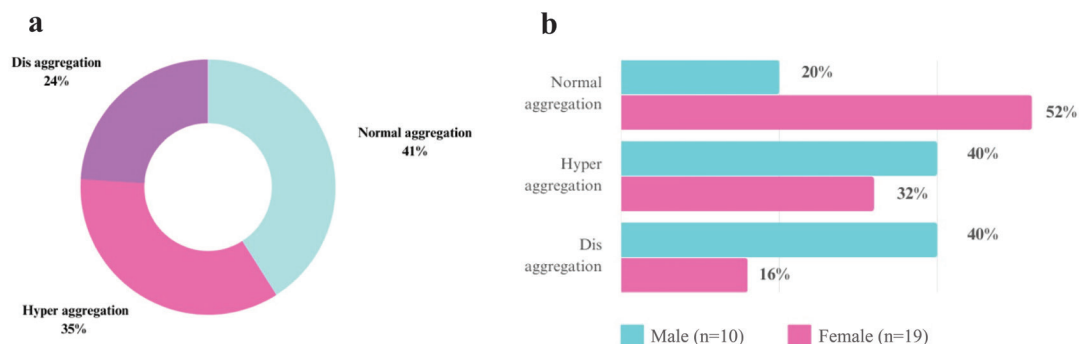 a
Dis aggregation
24%
Normal aggregation
41%
Hyper aggregation
35%
b
Normal
aggregation
20%
52%
Hyper
aggregation
40%
32%
Dis
aggregation
40%
16%
Male (n=10)
Female (n=19)